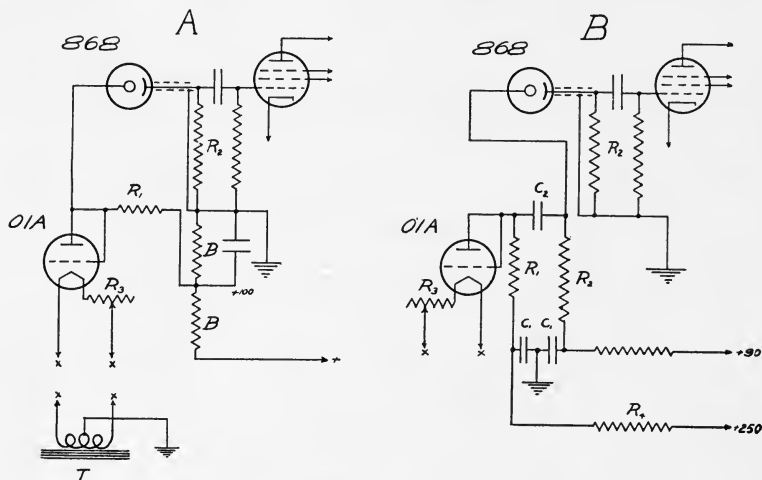 A
868
R₂
R₁
01A
R₃
B
+100
B
+
x x
x x
T
B
868
R₂
C₂
01A
R₁
R₂
R₃
C₁ C₁
x x
+90
R₄
+250